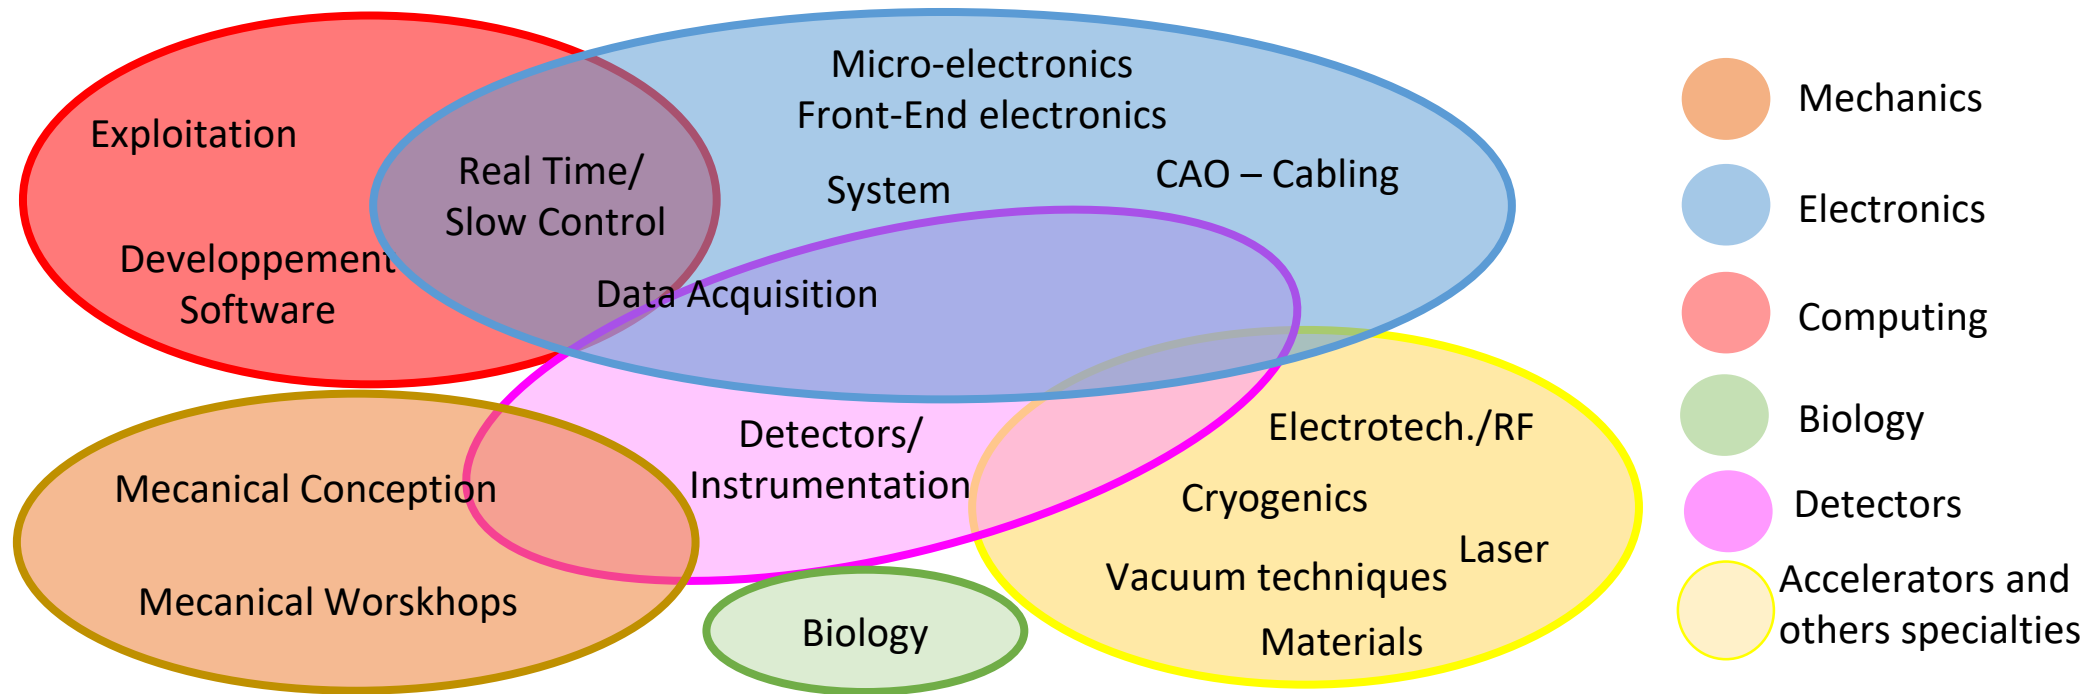 Micro-electronics
Front-End electronics
Exploitation
Real Time/
Slow Control
System
CAO – Cabling
Developpement
Software
Data Acquisition
Detectors/
Instrumentation
Electrotech./RF
Mecanical Conception
Cryogenics
Laser
Vacuum techniques
Mecanical Worskhops
Biology
Materials
Mechanics
Electronics
Computing
Biology
Detectors
Accelerators and
others specialties